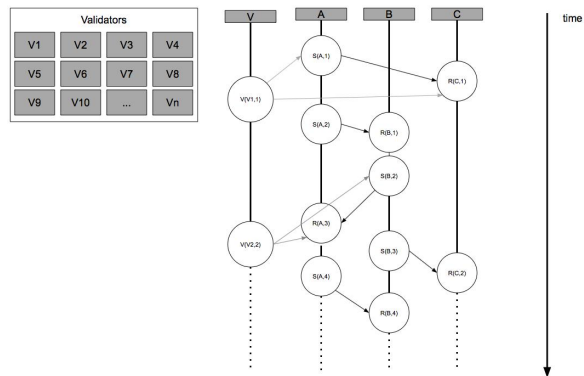 Validators
V1 V2 V3 V4
V5 V6 V7 V8
V9 V10 ... Vn
V A B C
time
S(A,1)
R(C,1)
V(V1,1)
S(A,2)
R(B,1)
S(B,2)
R(A,3)
V(V2,2)
S(B,3)
S(A,4)
R(C,2)
R(B,4)